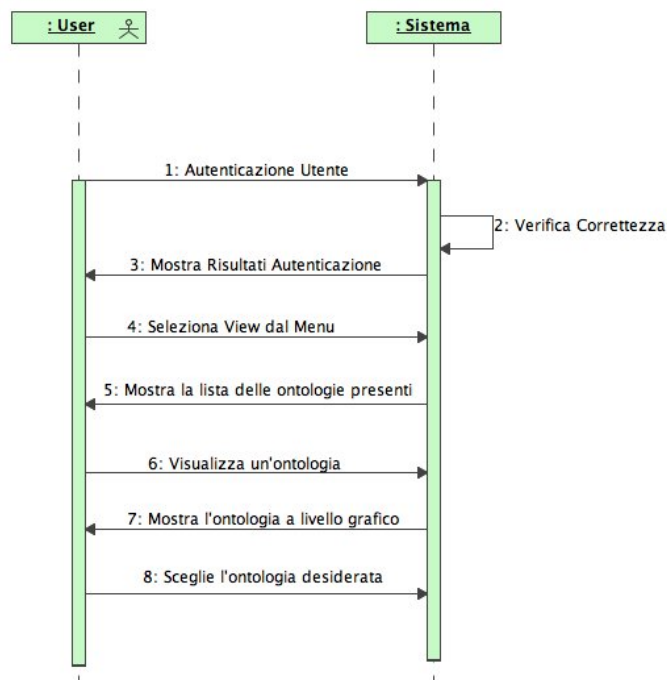 : User
: Sistema
1: Autenticazione Utente
2: Verifica Correttezza
3: Mostra Risultati Autenticazione
4: Seleziona View dal Menu
5: Mostra la lista delle ontologie presenti
6: Visualizza un'ontologia
7: Mostra l'ontologia a livello grafico
8: Sceglie l'ontologia desiderata